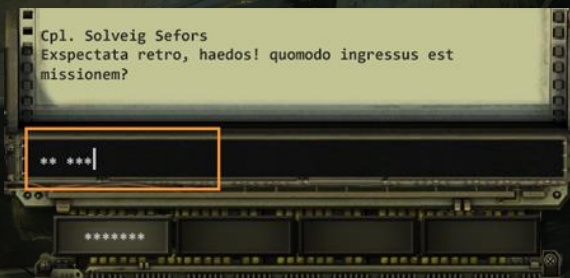 Cpl. Solveig Sefors
Exspectata retro, haedos! quomodo ingressus est
missionem?
** ***
*******